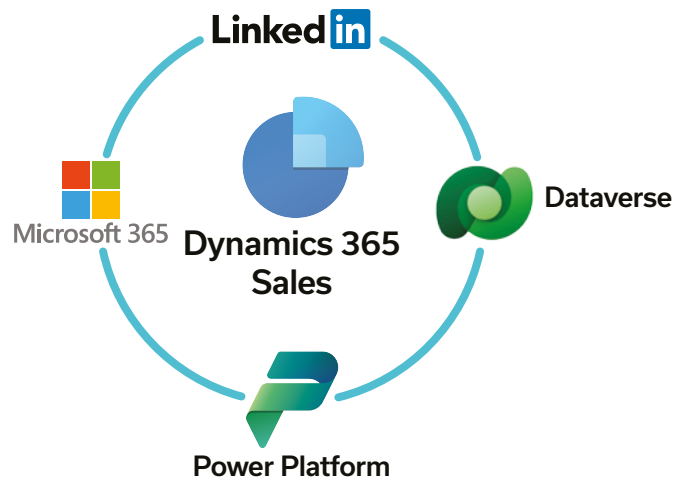 LinkedIn
Dataverse
Microsoft 365
Dynamics 365
Sales
Power Platform